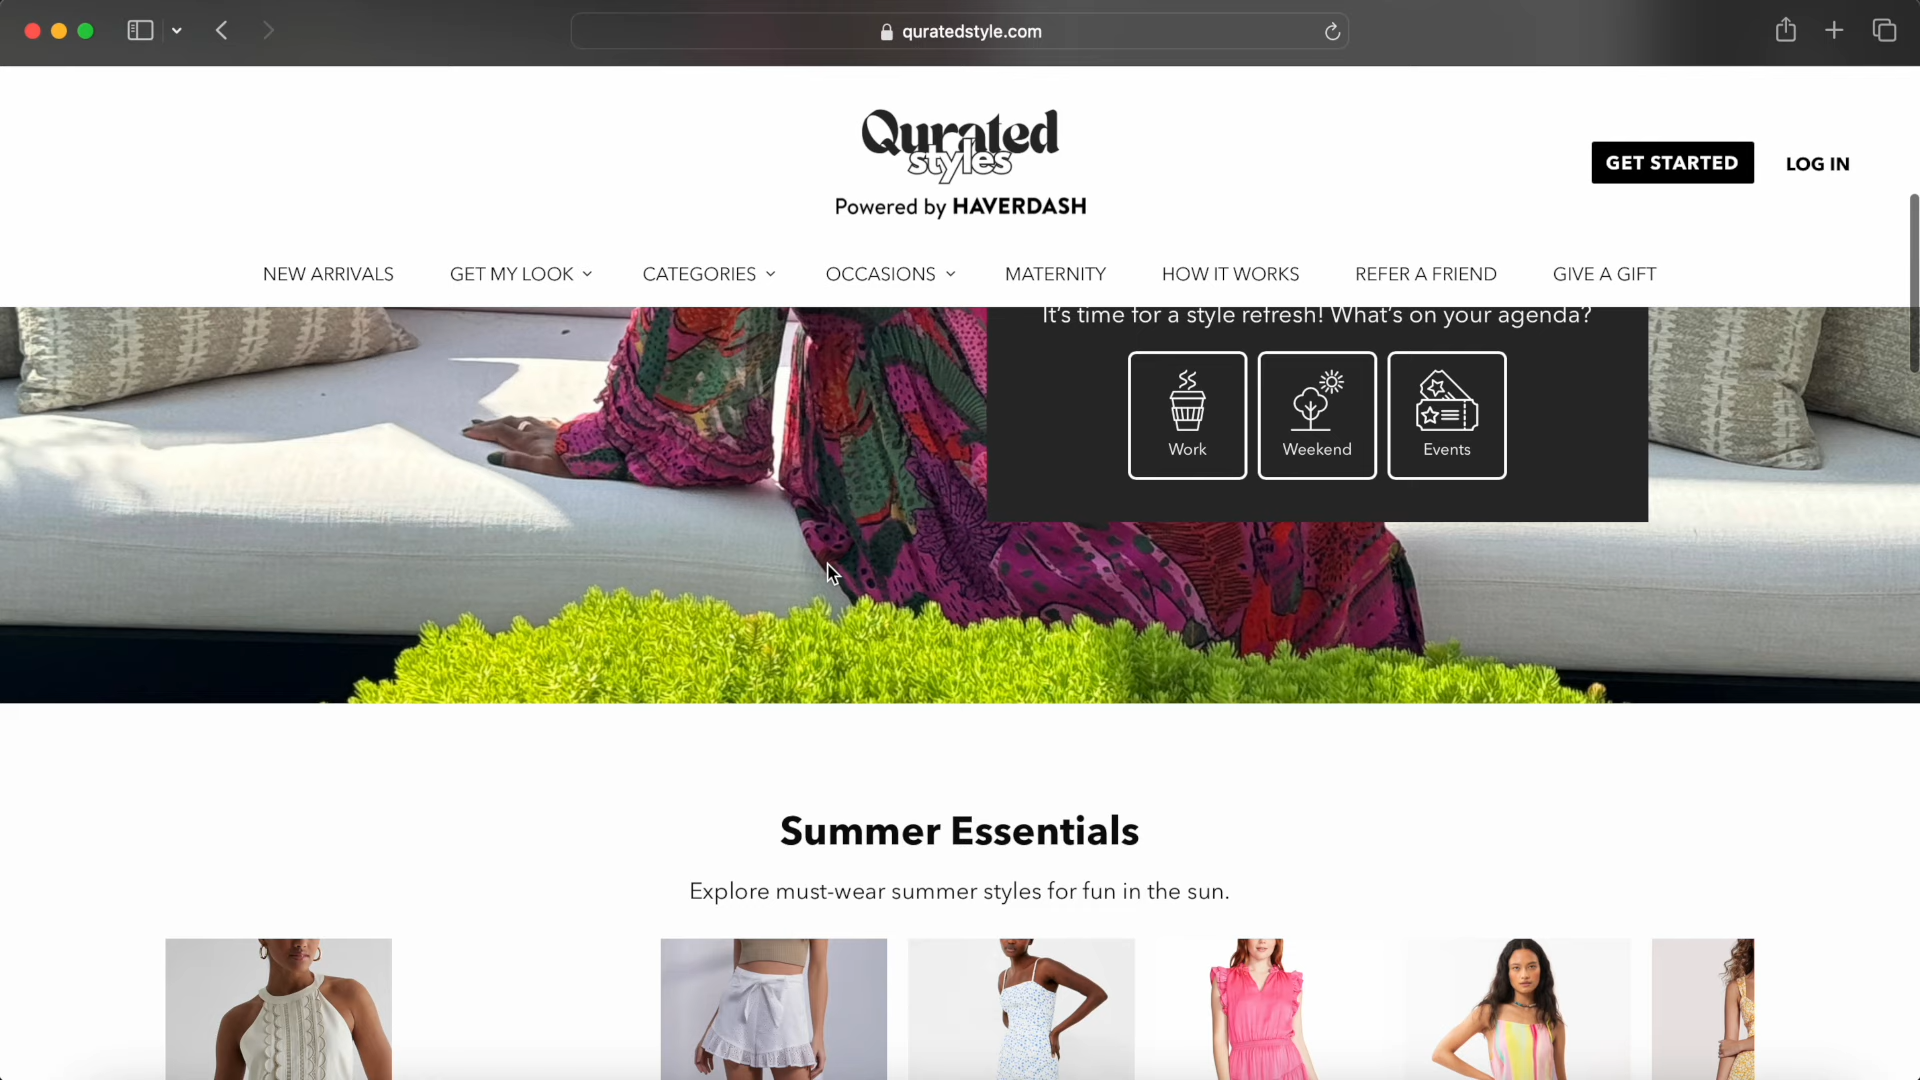 quratedstyle.com
Qurated
styles
Powered by HAVERDASH
GET STARTED
LOG IN
NEW ARRIVALS
GET MY LOOK
CATEGORIES
OCCASIONS
MATERNITY
HOW IT WORKS
REFER A FRIEND
GIVE A GIFT
It's time for a style refresh! What's on your agenda?
Work
Weekend
Events
Summer Essentials
Explore must-wear summer styles for fun in the sun.